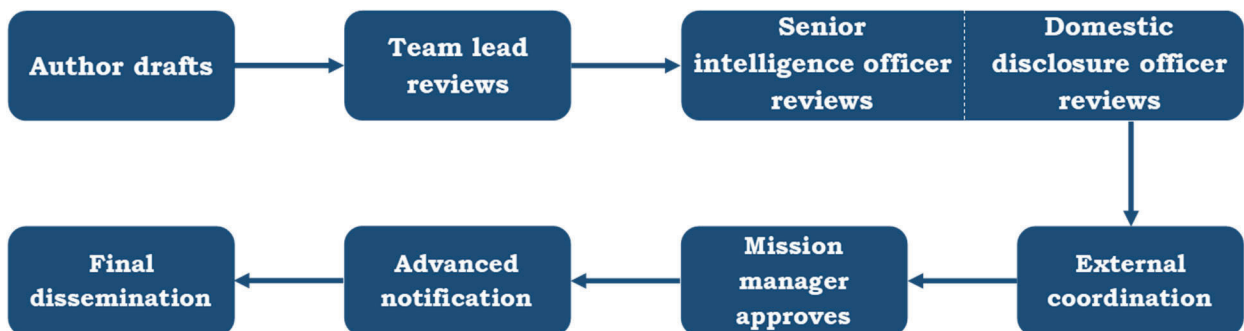 Author drafts
Team lead
reviews
Senior
intelligence officer
reviews
Domestic
disclosure officer
reviews
External
coordination
Mission
manager
approves
Advanced
notification
Final
dissemination